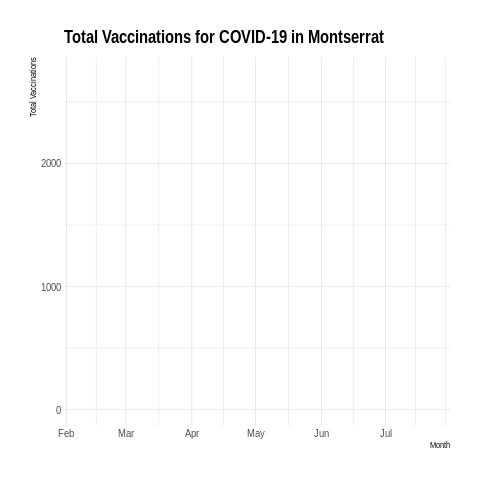 Total Vaccinations for COVID-19 in Montserrat
Total Vaccinations
2000
1000
0
Feb Mar Apr May Jun Jul
Month